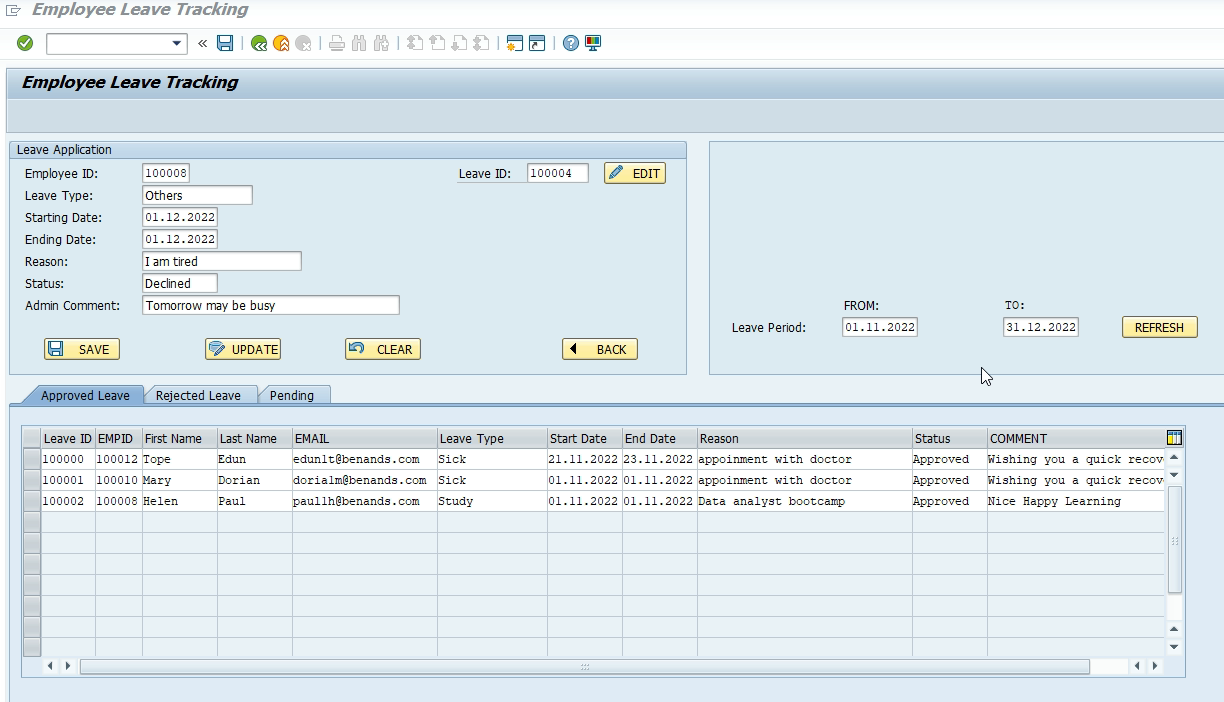 Employee Leave Tracking
Employee Leave Tracking
Leave Application
Employee ID: 100008 Leave ID: 100004 EDIT
Leave Type: Others
Starting Date: 01.12.2022
Ending Date: 01.12.2022
Reason: I am tired
Status: Declined
Admin Comment: Tomorrow may be busy
SAVE UPDATE CLEAR BACK
FROM: TO:
Leave Period: 01.11.2022 31.12.2022 REFRESH
Approved Leave Rejected Leave Pending
Leave ID EMPID First Name Last Name EMAIL Leave Type Start Date End Date Reason Status COMMENT
100000 100012 Tope Edun edunlt@benands.com Sick 21.11.2022 23.11.2022 appoinment with doctor Approved Wishing you a quick recov
100001 100010 Mary Dorian dorialm@benands.com Sick 01.11.2022 01.11.2022 appoinment with doctor Approved Wishing you a quick recov
100002 100008 Helen Paul paullh@benands.com Study 01.11.2022 01.11.2022 Data analyst bootcamp Approved Nice Happy Learning